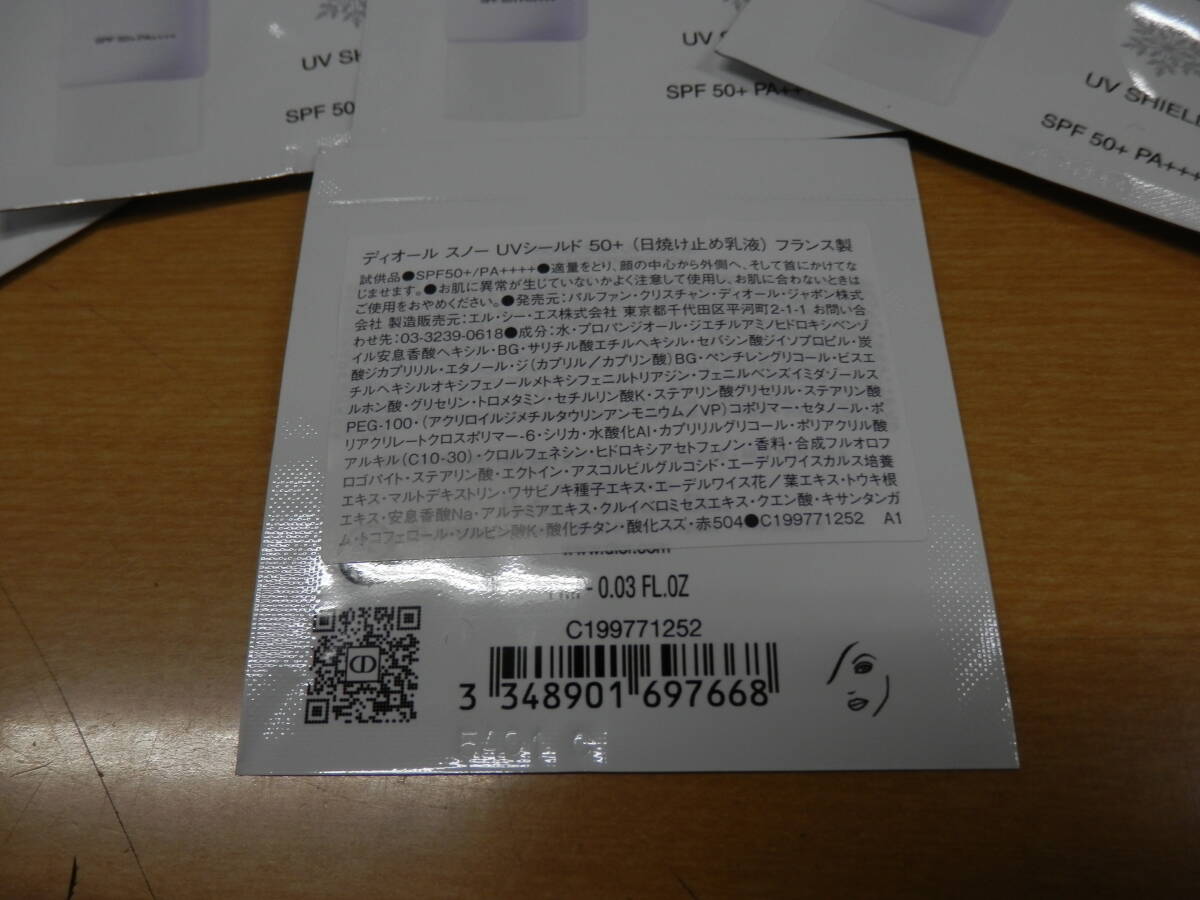 SPF 50+ PA++++
UV SH
SPF 50
UV
SPF 50+ PA++
UV SHIEL
SPF 50+ PA+++
ディオール スノー UVシールド 50+ (日焼け止め乳液) フランス製
試供品●SPF50+/PA++++●適量をとり、顔の中心から外側へ、そして首にかけてな
じませます。●お肌に異常が生じていないかよく注意して使用し、お肌に合わないときは
ご使用をおやめください。●発売元:パルファン・クリスチャン・ディオール・ジャポン株式
会社 製造販売元:エル・シー・エス株式会社 東京都千代田区平河町2-1-1 お問い合
わせ先:03-3239-0618●成分:水・プロパンジオール・ジエチルアミノヒドロキシベンゾ
イル安息香酸ヘキシル・BG・サリチル酸エチルヘキシル・セバシン酸ジイソプロピル・炭
酸ジカプリリル・エタノール・ジ(カプリル/カプリン酸)BG・ペンチレングリコール・ビスエ
チルヘキシルオキシフェノールメトキシフェニルトリアジン・フェニルベンズイミダゾールス
ルホン酸・グリセリン・トロメタミン・セチルリン酸K・ステアリン酸グリセリル・ステアリン酸
PEG-100・(アクリロイルジメチルタウリンアンモニウム/VP)コポリマー・セタノール・ポ
リアクリレートクロスポリマー-6・シリカ・水酸化Al・カプリリルグリコール・ポリアクリル酸
アルキル(C10-30)・クロルフェネシン・ヒドロキシアセトフェノン・香料・合成フルオロフ
ロゴパイト・ステアリン酸・エクトイン・アスコルビルグルコシド・エーデルワイスカルス培養
エキス・マルトデキストリン・ワサビノキ種子エキス・エーデルワイス花/葉エキス・トウキ根
エキス・安息香酸Na・アルテミアエキス・クルイベロミセスエキス・クエン酸・キサンタンガ
ム・トコフェロール・ソルビン酸K・酸化チタン・酸化スズ・赤504●C199771252 A1
www.dior.com
- 0.03 FL.OZ
C199771252
3 348901 697668